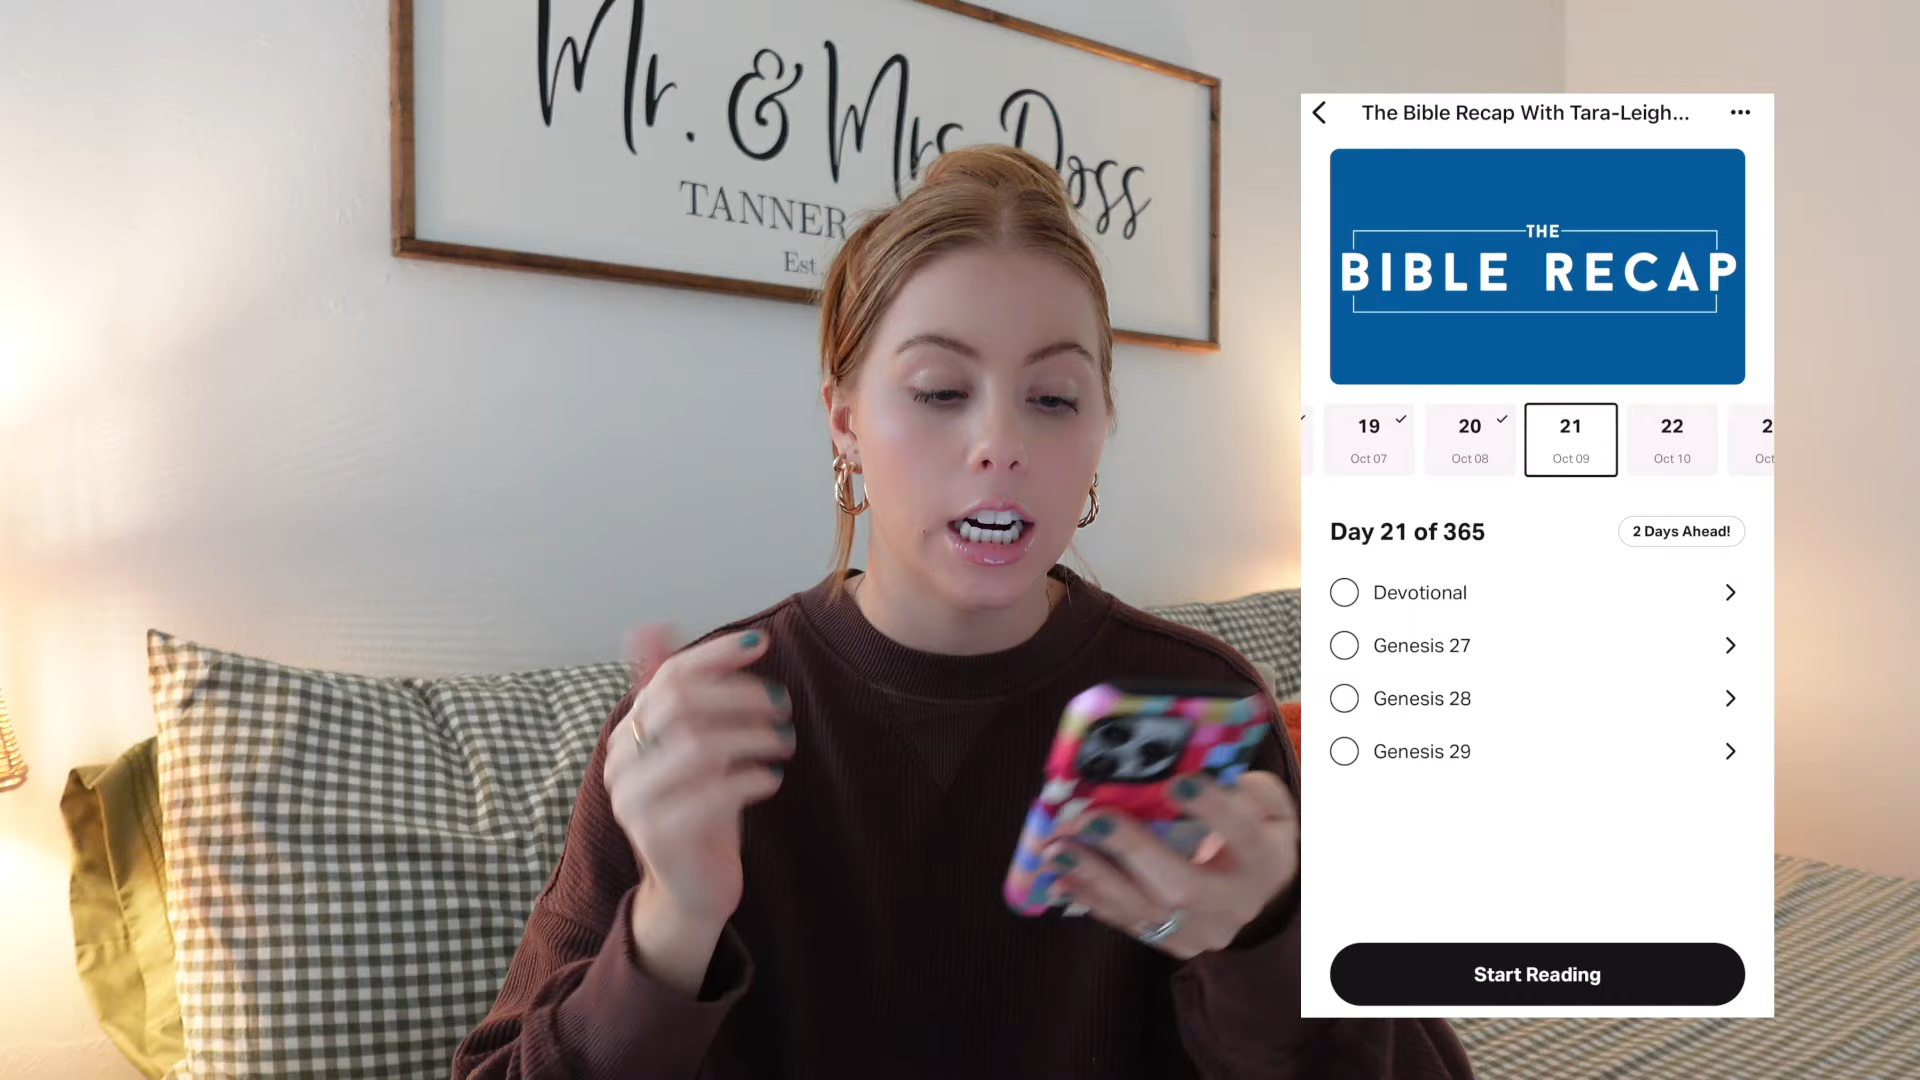 Mr. & Mrs Doss
TANNER
Est.
The Bible Recap With Tara-Leigh...
THE
BIBLE RECAP
19
20
21
22
2
Oct 07
Oct 08
Oct 09
Oct 10
Oct
Day 21 of 365
2 Days Ahead!
Devotional
Genesis 27
Genesis 28
Genesis 29
Start Reading